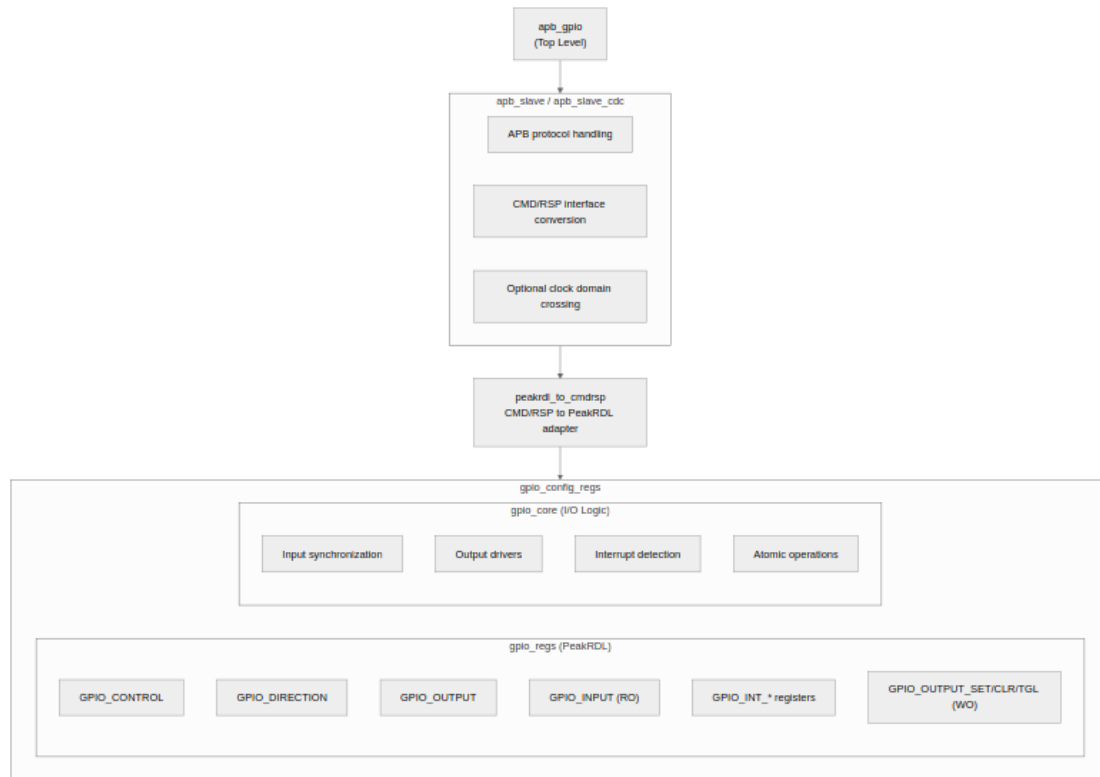 apb_gpio
(Top Level)
apb_slave / apb_slave_cdc
APB protocol handling
CMD/RSP interface
conversion
Optional clock domain
crossing
peakrdl_to_cmdrsp
CMD/RSP to PeakRDL
adapter
gpio_config_regs
gpio_core (I/O Logic)
Input synchronization
Output drivers
Interrupt detection
Atomic operations
gpio_regs (PeakRDL)
GPIO_CONTROL
GPIO_DIRECTION
GPIO_OUTPUT
GPIO_INPUT (RO)
GPIO_INT_* registers
GPIO_OUTPUT_SET/CLR/TGL
(WO)